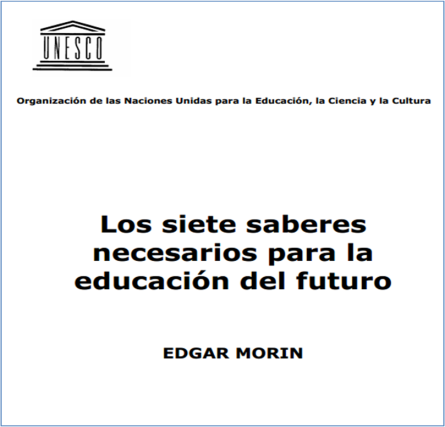 UNESCO
Organización de las Naciones Unidas para la Educación, la Ciencia y la Cultura
Los siete saberes
necesarios para la
educación del futuro
EDGAR MORIN